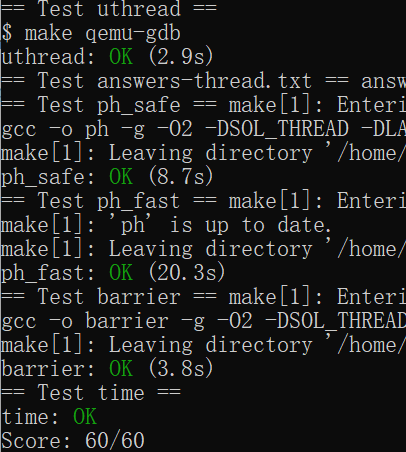 == Test uthread ==
$ make qemu-gdb
uthread: OK (2.9s)
== Test answers-thread.txt == answ
== Test ph_safe == make[1]: Enteri
gcc -o ph -g -O2 -DSOL_THREAD -DLA
make[1]: Leaving directory '/home/
ph_safe: OK (8.7s)
== Test ph_fast == make[1]: Enteri
make[1]: 'ph' is up to date.
make[1]: Leaving directory '/home/
ph_fast: OK (20.3s)
== Test barrier == make[1]: Enteri
gcc -o barrier -g -O2 -DSOL_THREAD
make[1]: Leaving directory '/home/
barrier: OK (3.8s)
== Test time ==
time: OK
Score: 60/60